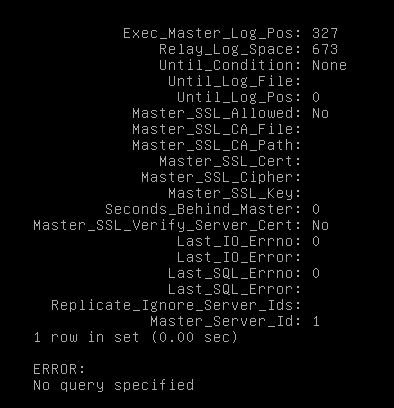 Exec_Master_Log_Pos: 327
Relay_Log_Space: 673
Until_Condition: None
Until_Log_File:
Until_Log_Pos: 0
Master_SSL_Allowed: No
Master_SSL_CA_File:
Master_SSL_CA_Path:
Master_SSL_Cert:
Master_SSL_Cipher:
Master_SSL_Key:
Seconds_Behind_Master: 0
Master_SSL_Verify_Server_Cert: No
Last_IO_Errno: 0
Last_IO_Error:
Last_SQL_Errno: 0
Last_SQL_Error:
Replicate_Ignore_Server_Ids:
Master_Server_Id: 1
1 row in set (0.00 sec)
ERROR:
No query specified